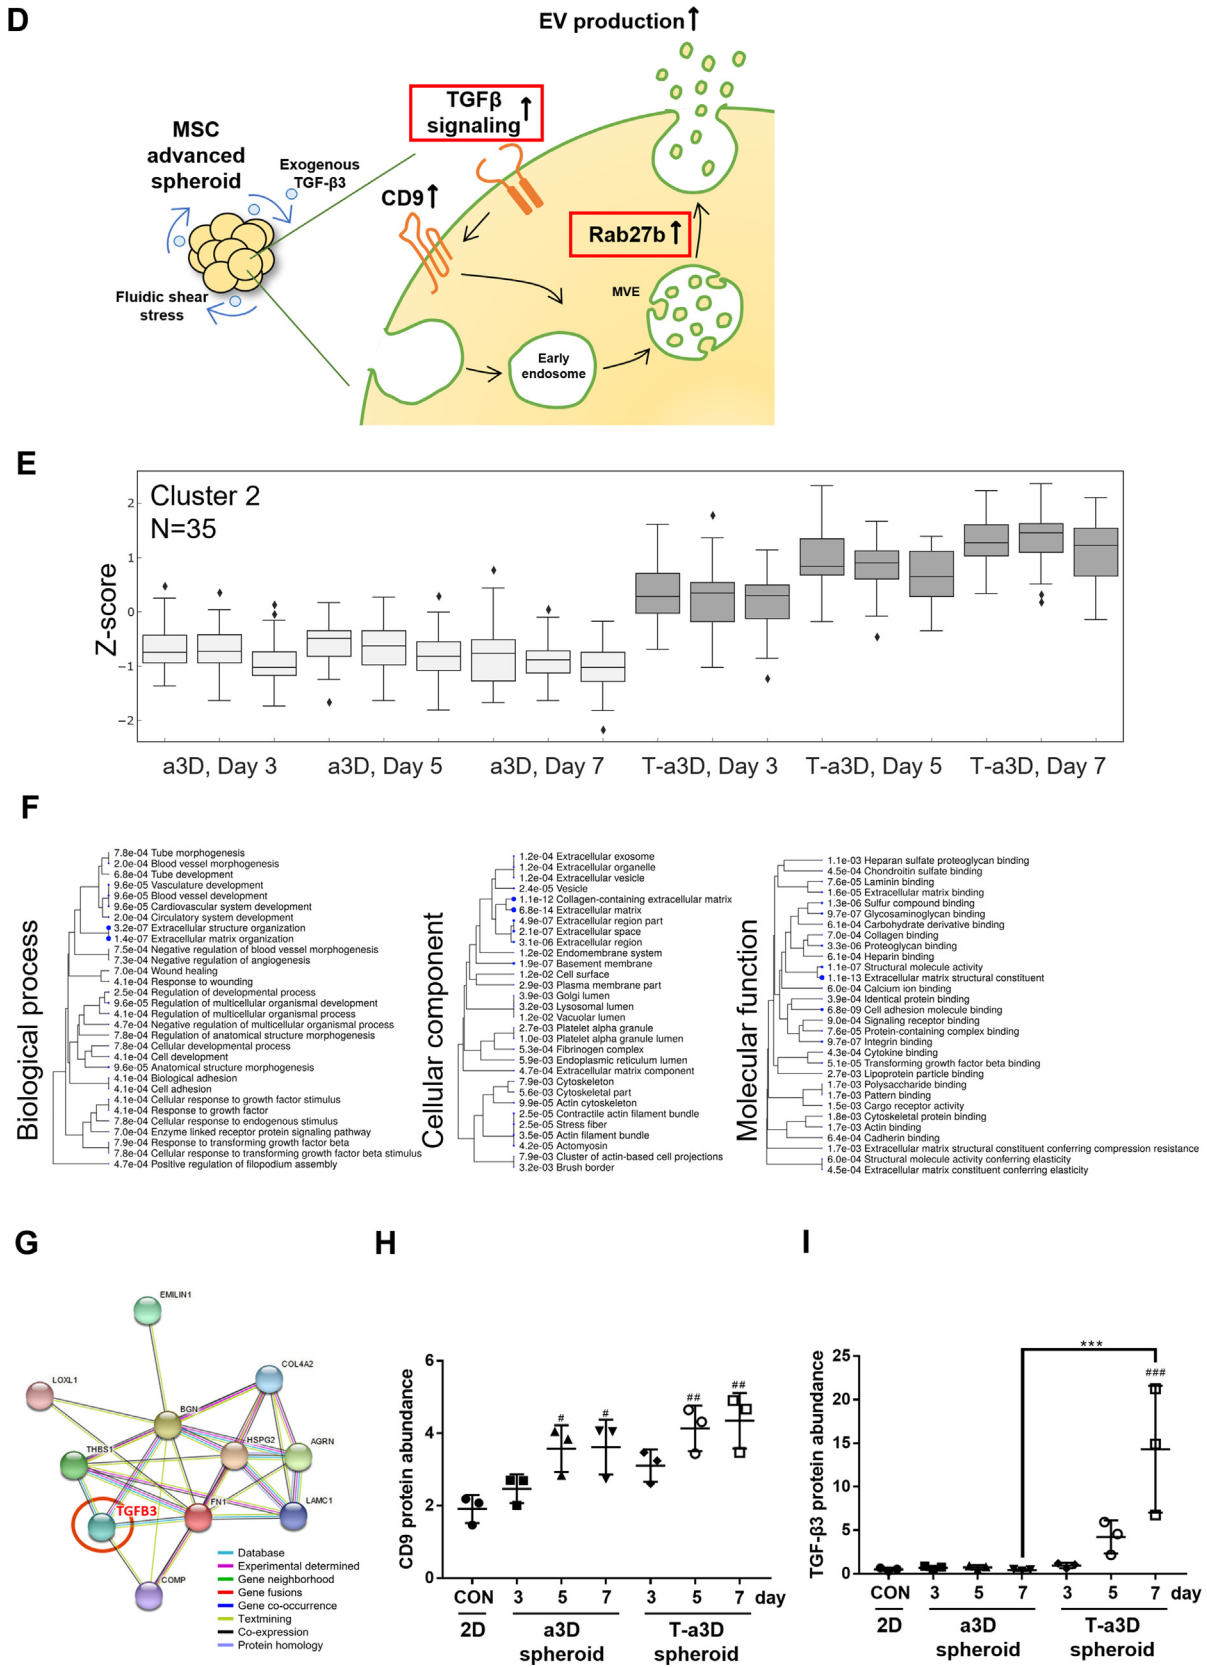 D
EV production↑
TGFβ
signaling↑
MSC
advanced
spheroid
Exogenous
TGF-β3
CD9↑
Rab27b↑
MVE
Fluidic shear
stress
Early
endosome
E
Cluster 2
N=35
Z-score
2
1
0
−1
−2
a3D, Day 3
a3D, Day 5
a3D, Day 7
T-a3D, Day 3
T-a3D, Day 5
T-a3D, Day 7
F
Biological process
7.8e-04 Tube morphogenesis
2.0e-04 Blood vessel morphogenesis
6.8e-04 Tube development
9.6e-05 Vasculature development
9.6e-05 Blood vessel development
9.6e-05 Cardiovascular system development
2.0e-04 Circulatory system development
3.2e-07 Extracellular structure organization
1.4e-07 Extracellular matrix organization
7.5e-04 Negative regulation of blood vessel morphogenesis
7.3e-04 Negative regulation of angiogenesis
7.0e-04 Wound healing
4.1e-04 Response to wounding
2.5e-04 Regulation of developmental process
9.6e-05 Regulation of multicellular organismal development
4.1e-04 Regulation of multicellular organismal process
4.7e-04 Negative regulation of multicellular organismal process
7.8e-04 Regulation of anatomical structure morphogenesis
7.8e-04 Cellular developmental process
4.1e-04 Cell development
9.6e-05 Anatomical structure morphogenesis
4.1e-04 Biological adhesion
4.1e-04 Cell adhesion
4.1e-04 Cellular response to growth factor stimulus
4.1e-04 Response to growth factor
7.8e-04 Cellular response to endogenous stimulus
7.0e-04 Enzyme linked receptor protein signaling pathway
7.9e-04 Response to transforming growth factor beta
7.8e-04 Cellular response to transforming growth factor beta stimulus
4.7e-04 Positive regulation of filopodium assembly
Cellular component
1.2e-04 Extracellular exosome
1.2e-04 Extracellular organelle
1.2e-04 Extracellular vesicle
2.4e-05 Vesicle
1.1e-12 Collagen-containing extracellular matrix
6.8e-14 Extracellular matrix
4.9e-07 Extracellular region part
2.1e-07 Extracellular space
3.1e-06 Extracellular region
1.2e-02 Endomembrane system
1.9e-07 Basement membrane
1.2e-02 Cell surface
2.9e-03 Plasma membrane part
3.9e-03 Golgi lumen
3.2e-03 Lysosomal lumen
1.2e-02 Vacuolar lumen
2.7e-03 Platelet alpha granule
1.0e-03 Platelet alpha granule lumen
5.3e-04 Fibrinogen complex
5.9e-03 Endoplasmic reticulum lumen
4.7e-04 Extracellular matrix component
7.9e-03 Cytoskeleton
5.6e-03 Cytoskeletal part
9.9e-05 Actin cytoskeleton
2.5e-05 Contractile actin filament bundle
2.5e-05 Stress fiber
3.5e-05 Actin filament bundle
4.2e-05 Actomyosin
7.9e-03 Cluster of actin-based cell projections
3.2e-03 Brush border
Molecular function
1.1e-03 Heparan sulfate proteoglycan binding
4.5e-04 Chondroitin sulfate binding
7.6e-05 Laminin binding
1.6e-05 Extracellular matrix binding
1.3e-06 Sulfur compound binding
9.7e-07 Glycosaminoglycan binding
6.1e-04 Carbohydrate derivative binding
7.0e-04 Collagen binding
3.3e-06 Proteoglycan binding
6.1e-04 Heparin binding
1.1e-07 Structural molecule activity
1.1e-13 Extracellular matrix structural constituent
6.0e-04 Calcium ion binding
3.9e-04 Identical protein binding
6.8e-09 Cell adhesion molecule binding
9.0e-04 Signaling receptor binding
7.6e-05 Protein-containing complex binding
9.7e-07 Integrin binding
4.3e-04 Cytokine binding
5.1e-05 Transforming growth factor beta binding
2.7e-03 Lipoprotein particle binding
1.7e-03 Polysaccharide binding
1.7e-03 Pattern binding
1.5e-03 Cargo receptor activity
1.8e-03 Cytoskeletal protein binding
1.7e-03 Actin binding
6.4e-04 Cadherin binding
1.7e-03 Extracellular matrix structural constituent conferring compression resistance
6.0e-04 Structural molecule activity conferring elasticity
4.5e-04 Extracellular matrix constituent conferring elasticity
G
EMILIN1
COL4A2
LOXL1
BGN
HSPG2
AGRN
THBS1
FN1
LAMC1
TGFB3
COMP
Database
Experimental determined
Gene neighborhood
Gene fusions
Gene co-occurrence
Textmining
Co-expression
Protein homology
H
CD9 protein abundance
6
4
2
0
# # ## ##
CON 3 5 7 3 5 7 day
2D a3D spheroid T-a3D spheroid
I
TGF-β3 protein abundance
25
20
15
10
5
0
***
###
CON 3 5 7 3 5 7 day
2D a3D spheroid T-a3D spheroid